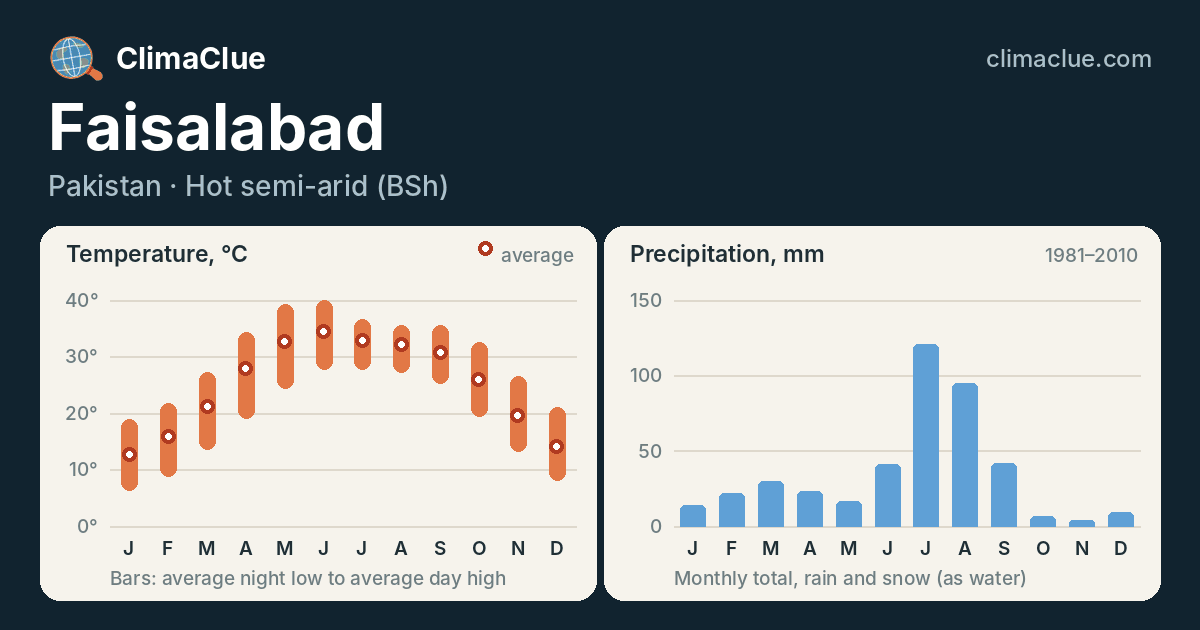 ClimaClue
climaclue.com
Faisalabad
Pakistan · Hot semi-arid (BSh)
Temperature, °C
average
40°
30°
20°
10°
0°
J F M A M J J A S O N D
Bars: average night low to average day high
Precipitation, mm
1981–2010
150
100
50
0
J F M A M J J A S O N D
Monthly total, rain and snow (as water)